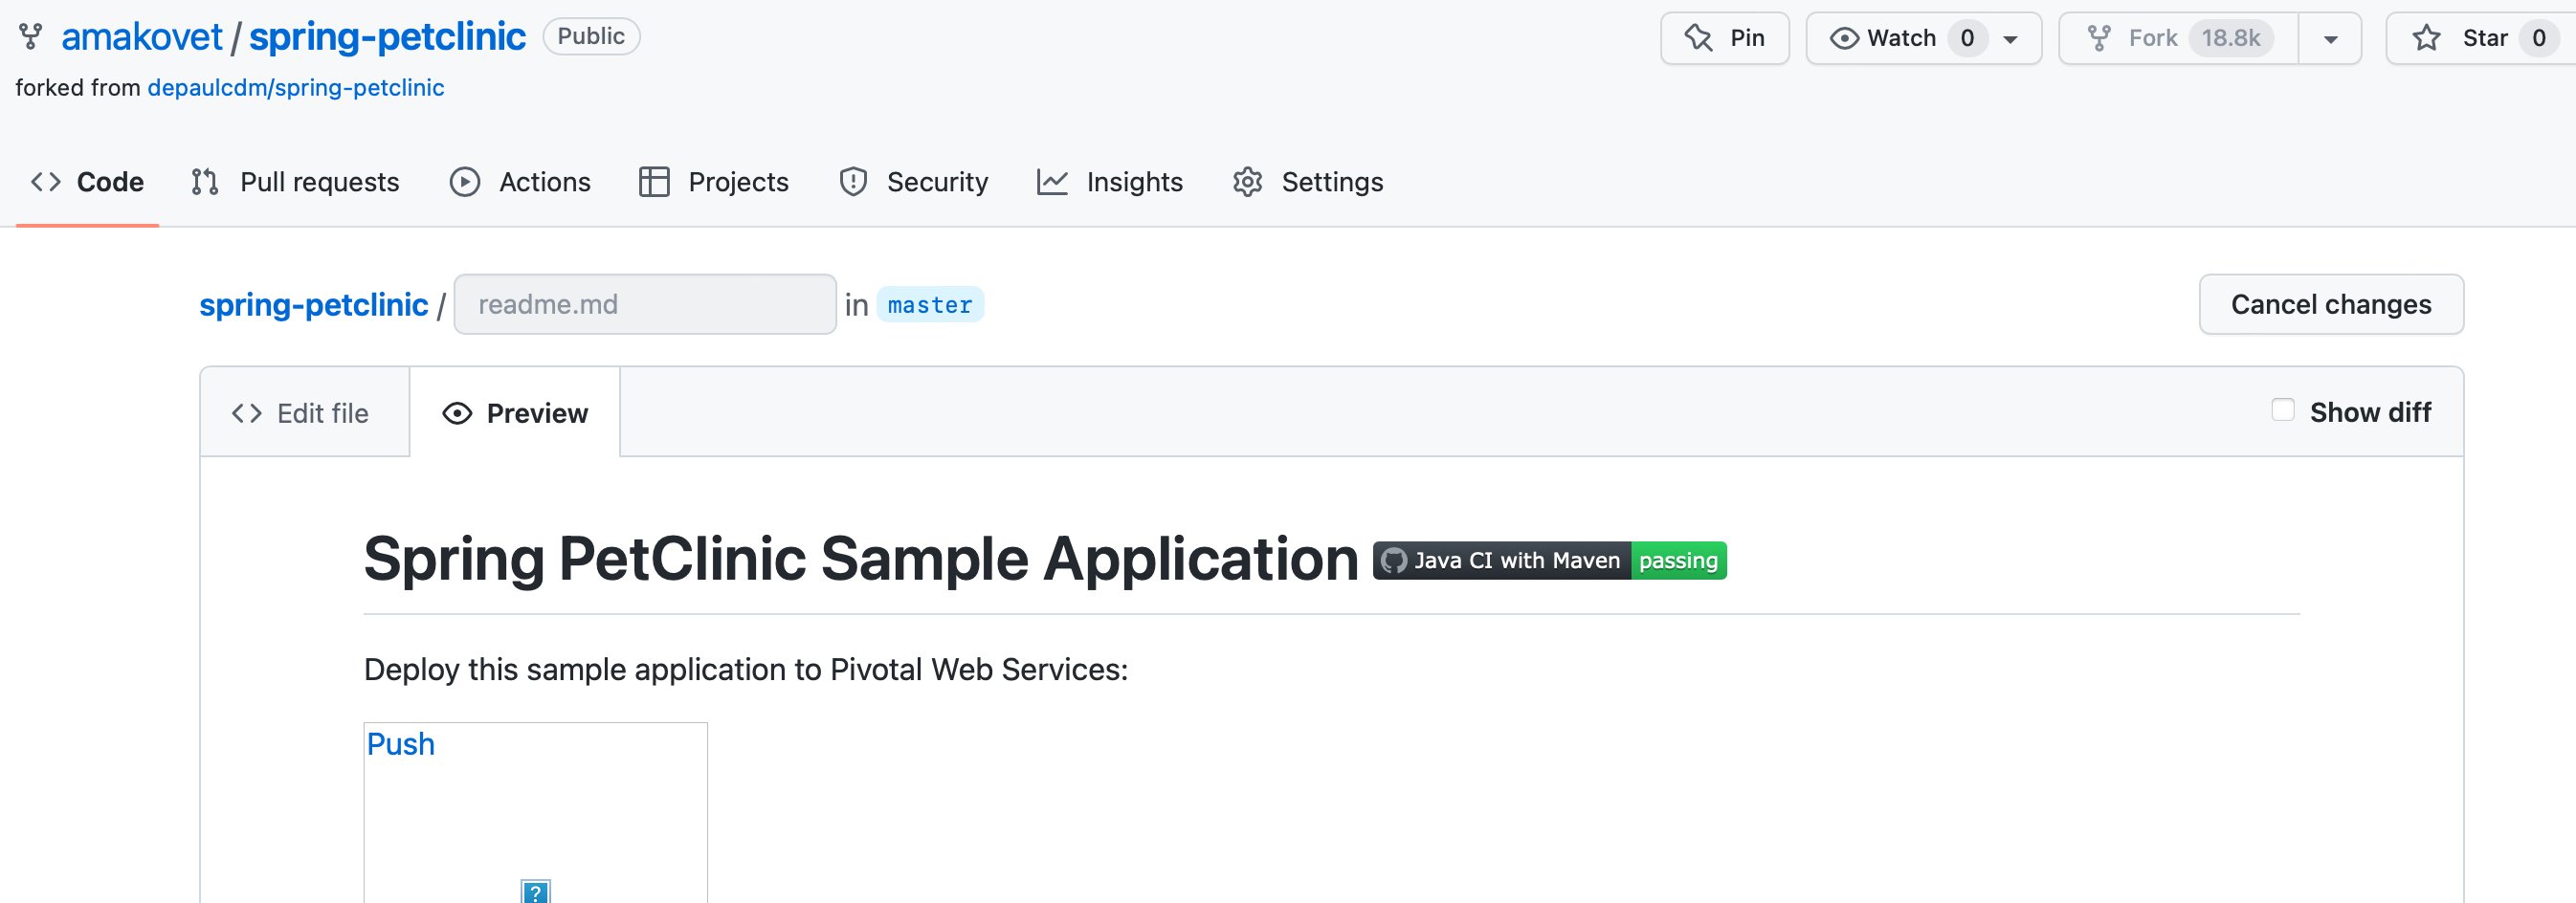 amakovet / spring-petclinic Public Pin Watch 0 Fork 18.8k Star 0
forked from depaulcdm/spring-petclinic
Code Pull requests Actions Projects Security Insights Settings
spring-petclinic / readme.md in master Cancel changes
Edit file Preview Show diff
Spring PetClinic Sample Application Java CI with Maven passing
Deploy this sample application to Pivotal Web Services:
Push
?